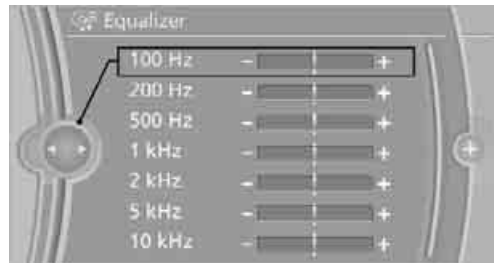 Equalizer
100 Hz - +
200 Hz - +
500 Hz - +
1 kHz - +
2 kHz - +
5 kHz - +
10 kHz - +
+